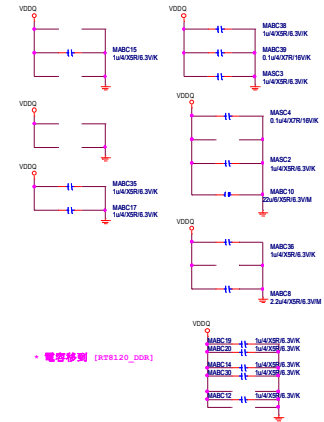 VDDQ
MABC15
1u/4/X5R/6.3V/K
VDDQ
VDDQ
MABC35
1u/4/X5R/6.3V/K
MABC17
1u/4/X5R/6.3V/K
* 電容移到 [RT8120_DDR]
VDDQ
MABC38
1u/4/X5R/6.3V/K
MABC39
0.1u/4/X7R/16V/K
MASC3
1u/4/X5R/6.3V/K
VDDQ
MASC4
0.1u/4/X7R/16V/K
MASC2
1u/4/X5R/6.3V/K
MABC10
22u/6/X5R/6.3V/M
VDDQ
MABC36
1u/4/X5R/6.3V/K
MABC8
2.2u/4/X5R/6.3V/M
VDDQ
MABC19 1u/4/X5R/6.3V/K
MABC20 1u/4/X5R/6.3V/K
MABC14 1u/4/X5R/6.3V/K
MABC30 1u/4/X5R/6.3V/K
MABC12 1u/4/X5R/6.3V/K